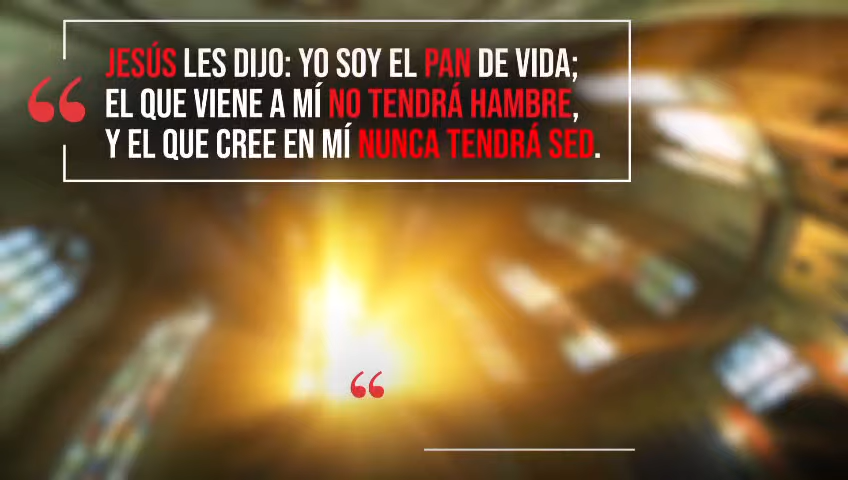 JESÚS LES DIJO: YO SOY EL PAN DE VIDA;
EL QUE VIENE A MÍ NO TENDRÁ HAMBRE,
Y EL QUE CREE EN MÍ NUNCA TENDRÁ SED.